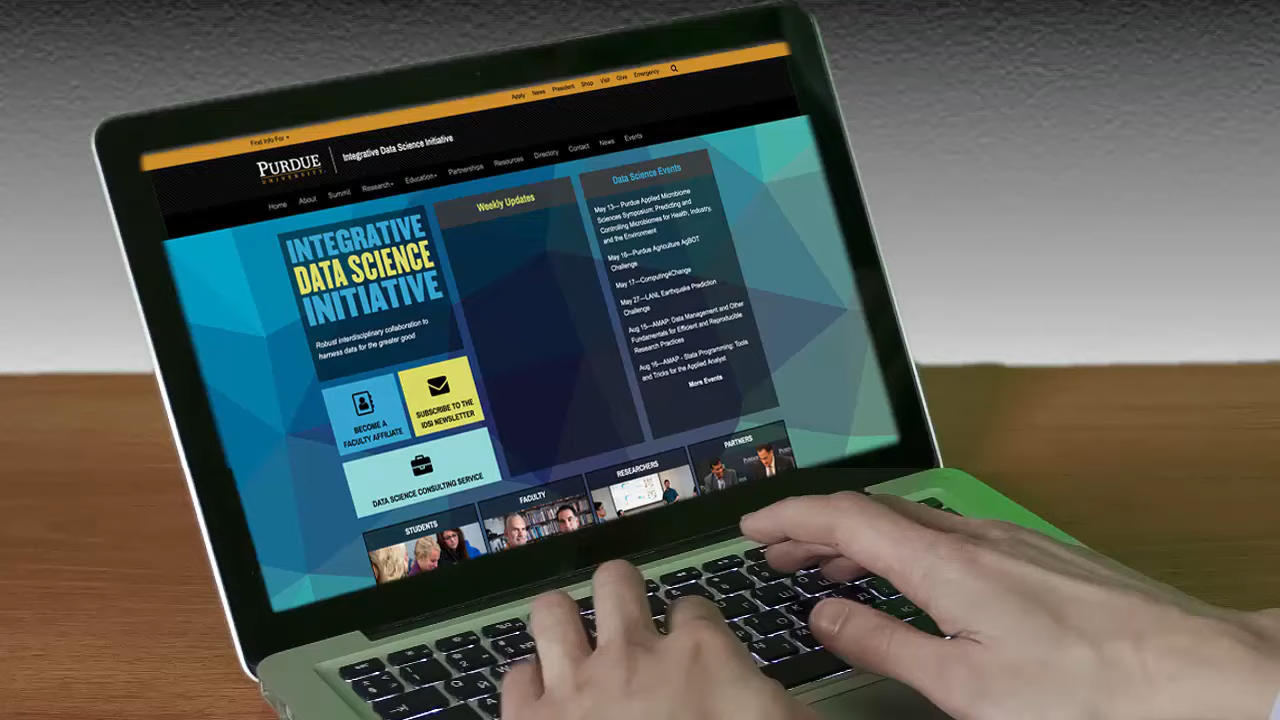 Find Info For
Apply News President Shop Visit Give Emergency
PURDUE
UNIVERSITY
Integrative Data Science Initiative
Home About Summit Research Education Partnerships Resources Directory Contact News Events
INTEGRATIVE
DATA SCIENCE
INITIATIVE
Robust interdisciplinary collaboration to
harness data for the greater good
BECOME A
FACULTY AFFILIATE
SUBSCRIBE TO THE
IDSI NEWSLETTER
DATA SCIENCE CONSULTING SERVICE
Weekly Updates
Data Science Events
May 13— Purdue Applied Microbiome
Sciences Symposium: Predicting and
Controlling Microbiomes for Health, Industry,
and the Environment
May 16—Purdue Agriculture AgBOT
Challenge
May 17—Computing4Change
May 27—LANL Earthquake Prediction
Challenge
Aug 15—AMAP: Data Management and Other
Fundamentals for Efficient and Reproducible
Research Practices
Aug 16—AMAP - Stata Programming: Tools
and Tricks for the Applied Analyst
More Events
STUDENTS
FACULTY
RESEARCHERS
PARTNERS